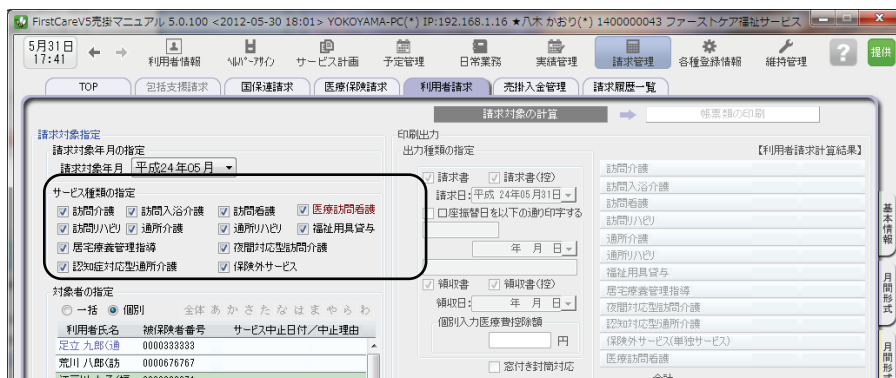 FirstCareV5売掛マニュアル 5.0.100 <2012-05-30 18:01> YOKOYAMA-PC(*) IP:192.168.1.16 ★八木 かおり(*) 1400000043 ファーストケア福祉サービス
5月31日
17:41
利用者情報 ﾍﾙﾊﾟｰｱｻｲﾝ サービス計画 予定管理 日常業務 実績管理 請求管理 各種登録情報 維持管理 ? 提供
TOP 包括支援請求 国保連請求 医療保険請求 利用者請求 売掛入金管理 請求履歴一覧
請求対象の計算 帳票類の印刷
請求対象指定
請求対象年月の指定
請求対象年月 平成24年05月
サービス種類の指定
訪問介護 訪問入浴介護 訪問看護 医療訪問看護
訪問リハビリ 通所介護 通所リハビリ 福祉用具貸与
居宅療養管理指導 夜間対応型訪問介護
認知症対応型通所介護 保険外サービス
対象者の指定
一括 個別 全体 あ か さ た な は ま や ら わ
利用者氏名 被保険者番号 サービス中止日付／中止理由
足立 九郎(通 0000333333
荒川 八郎(訪 0000676767
印刷出力
出力種類の指定
請求書 請求書(控)
請求日: 平成 24年05月31日
口座振替日を以下の通り印字する
年 月 日
領収書 領収書(控)
領収日: 年 月 日
個別入力医療費控除額
円
窓付き封筒対応
【利用者請求計算結果】
訪問介護
訪問入浴介護
訪問看護
訪問リハビリ
通所介護
通所リハビリ
福祉用具貸与
居宅療養管理指導
夜間対応型訪問介護
認知症対応型通所介護
保険外サービス(単独サービス)
医療訪問看護
合計
基本情報
月間形式
月間形式